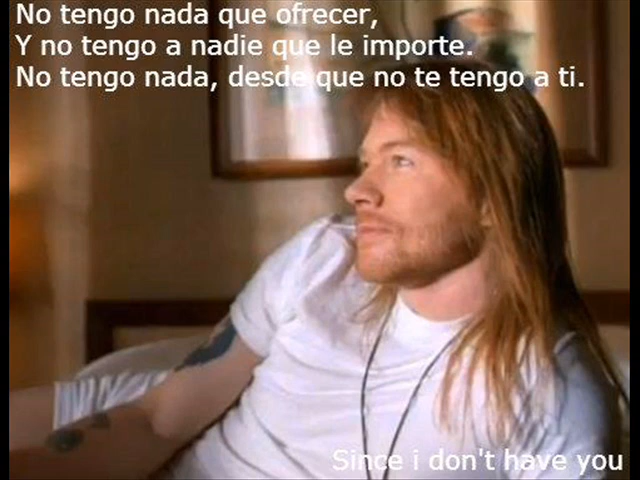 No tengo nada que ofrecer,
Y no tengo a nadie que le importe.
No tengo nada, desde que no te tengo a ti.
Since i don't have you